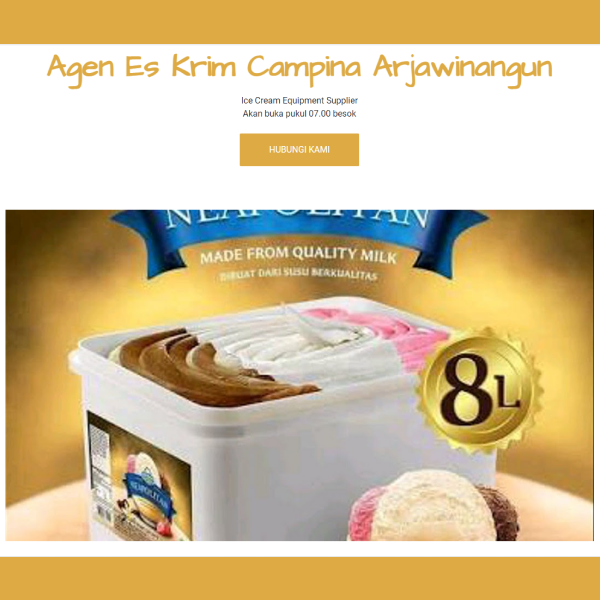 Agen Es Krim Campina Arjawinangun
Ice Cream Equipment Supplier
Akan buka pukul 07.00 besok
HUBUNGI KAMI
NEAPOLITAN
MADE FROM QUALITY MILK
DIBUAT DARI SUSU BERKUALITAS
8L
NEAPOLITAN